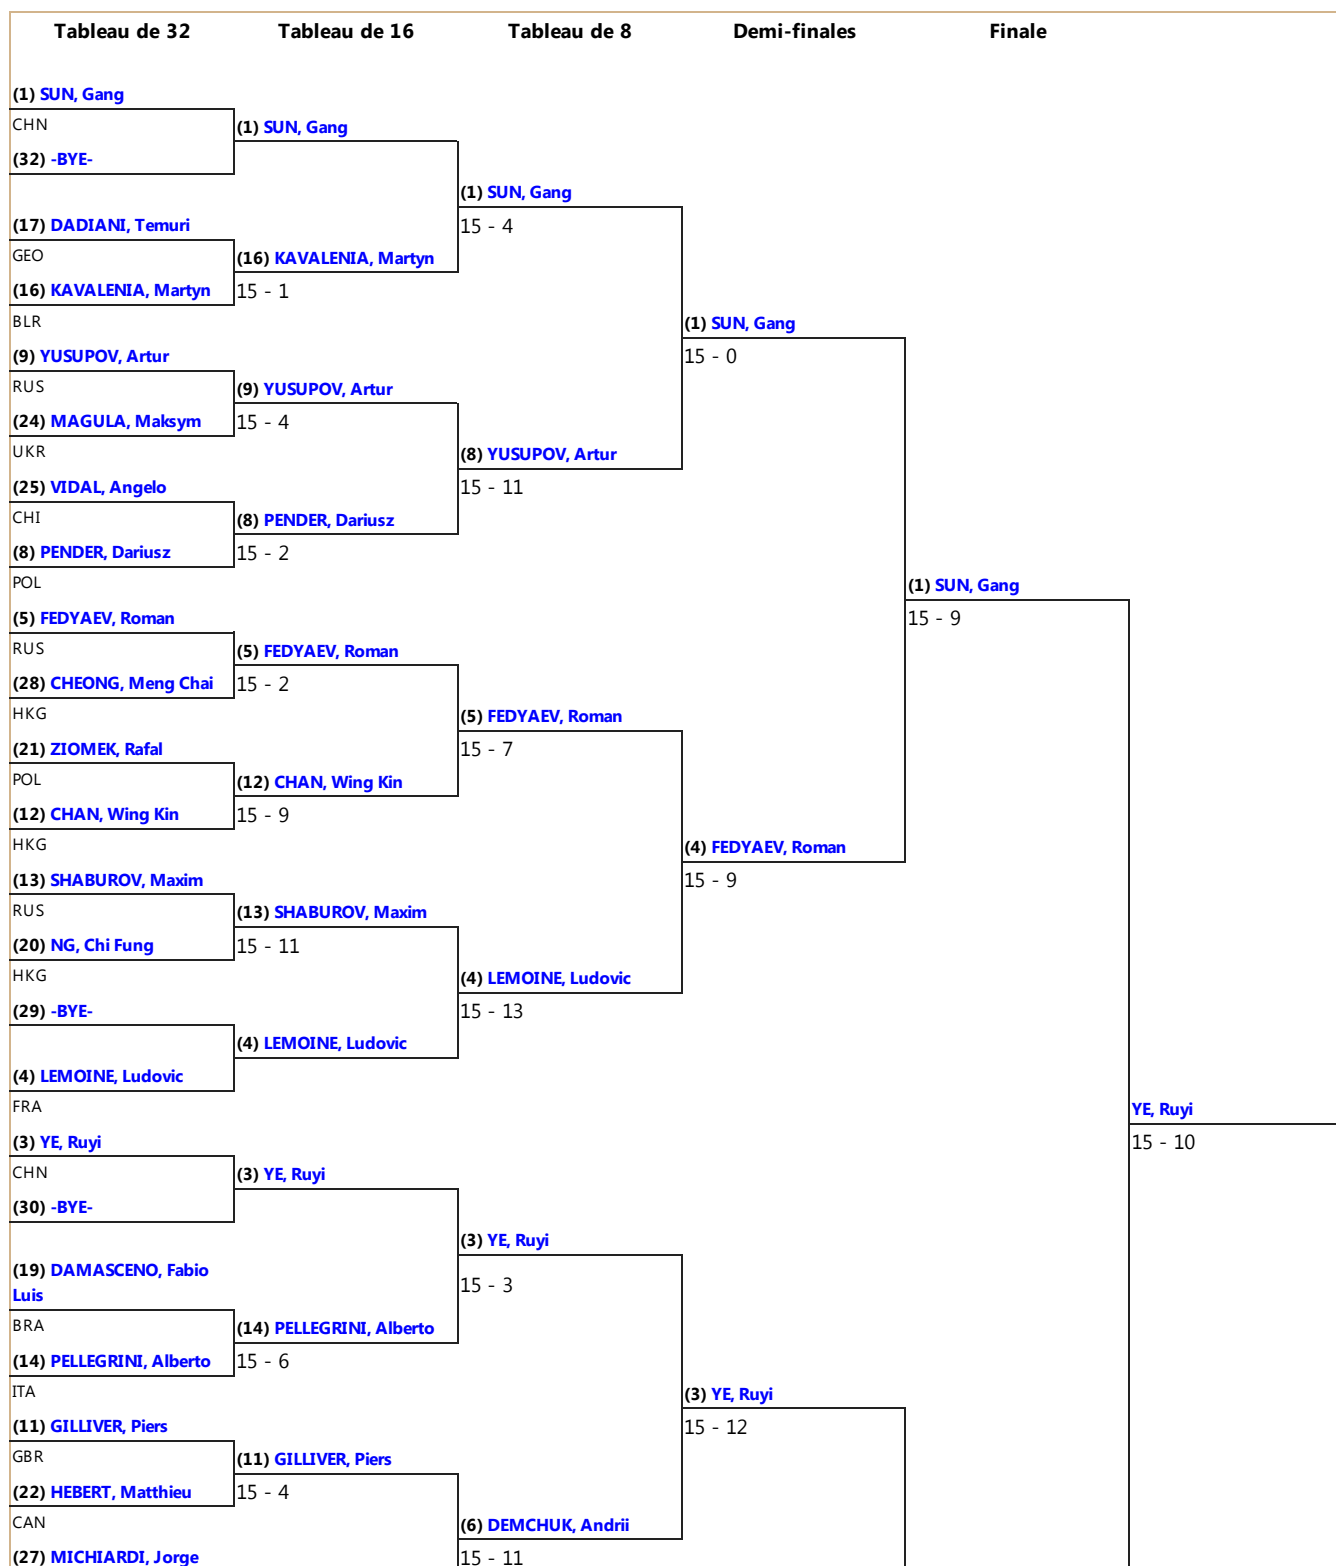 Tableau de 32 Tableau de 16 Tableau de 8 Demi-finales Finale
(1) SUN, Gang
CHN (1) SUN, Gang
(32) -BYE-
(1) SUN, Gang
(17) DADIANI, Temuri 15 - 4
GEO (16) KAVALENIA, Martyn
(16) KAVALENIA, Martyn 15 - 1
BLR (1) SUN, Gang
(9) YUSUPOV, Artur 15 - 0
RUS (9) YUSUPOV, Artur
(24) MAGULA, Maksym 15 - 4
UKR (8) YUSUPOV, Artur
(25) VIDAL, Angelo 15 - 11
CHI (8) PENDER, Dariusz
(8) PENDER, Dariusz 15 - 2
POL (1) SUN, Gang
(5) FEDYAEV, Roman 15 - 9
RUS (5) FEDYAEV, Roman
(28) CHEONG, Meng Chai 15 - 2
HKG (5) FEDYAEV, Roman
(21) ZIOMEK, Rafal 15 - 7
POL (12) CHAN, Wing Kin
(12) CHAN, Wing Kin 15 - 9
HKG (4) FEDYAEV, Roman
(13) SHABUROV, Maxim 15 - 9
RUS (13) SHABUROV, Maxim
(20) NG, Chi Fung 15 - 11
HKG (4) LEMOINE, Ludovic
(29) -BYE- 15 - 13
(4) LEMOINE, Ludovic
(4) LEMOINE, Ludovic
FRA YE, Ruyi
(3) YE, Ruyi 15 - 10
CHN (3) YE, Ruyi
(30) -BYE-
(3) YE, Ruyi
(19) DAMASCENO, Fabio
Luis 15 - 3
BRA (14) PELLEGRINI, Alberto
(14) PELLEGRINI, Alberto 15 - 6
ITA (3) YE, Ruyi
(11) GILLIVER, Piers 15 - 12
GBR (11) GILLIVER, Piers
(22) HEBERT, Matthieu 15 - 4
CAN (6) DEMCHUK, Andrii
(27) MICHIARDI, Jorge 15 - 11